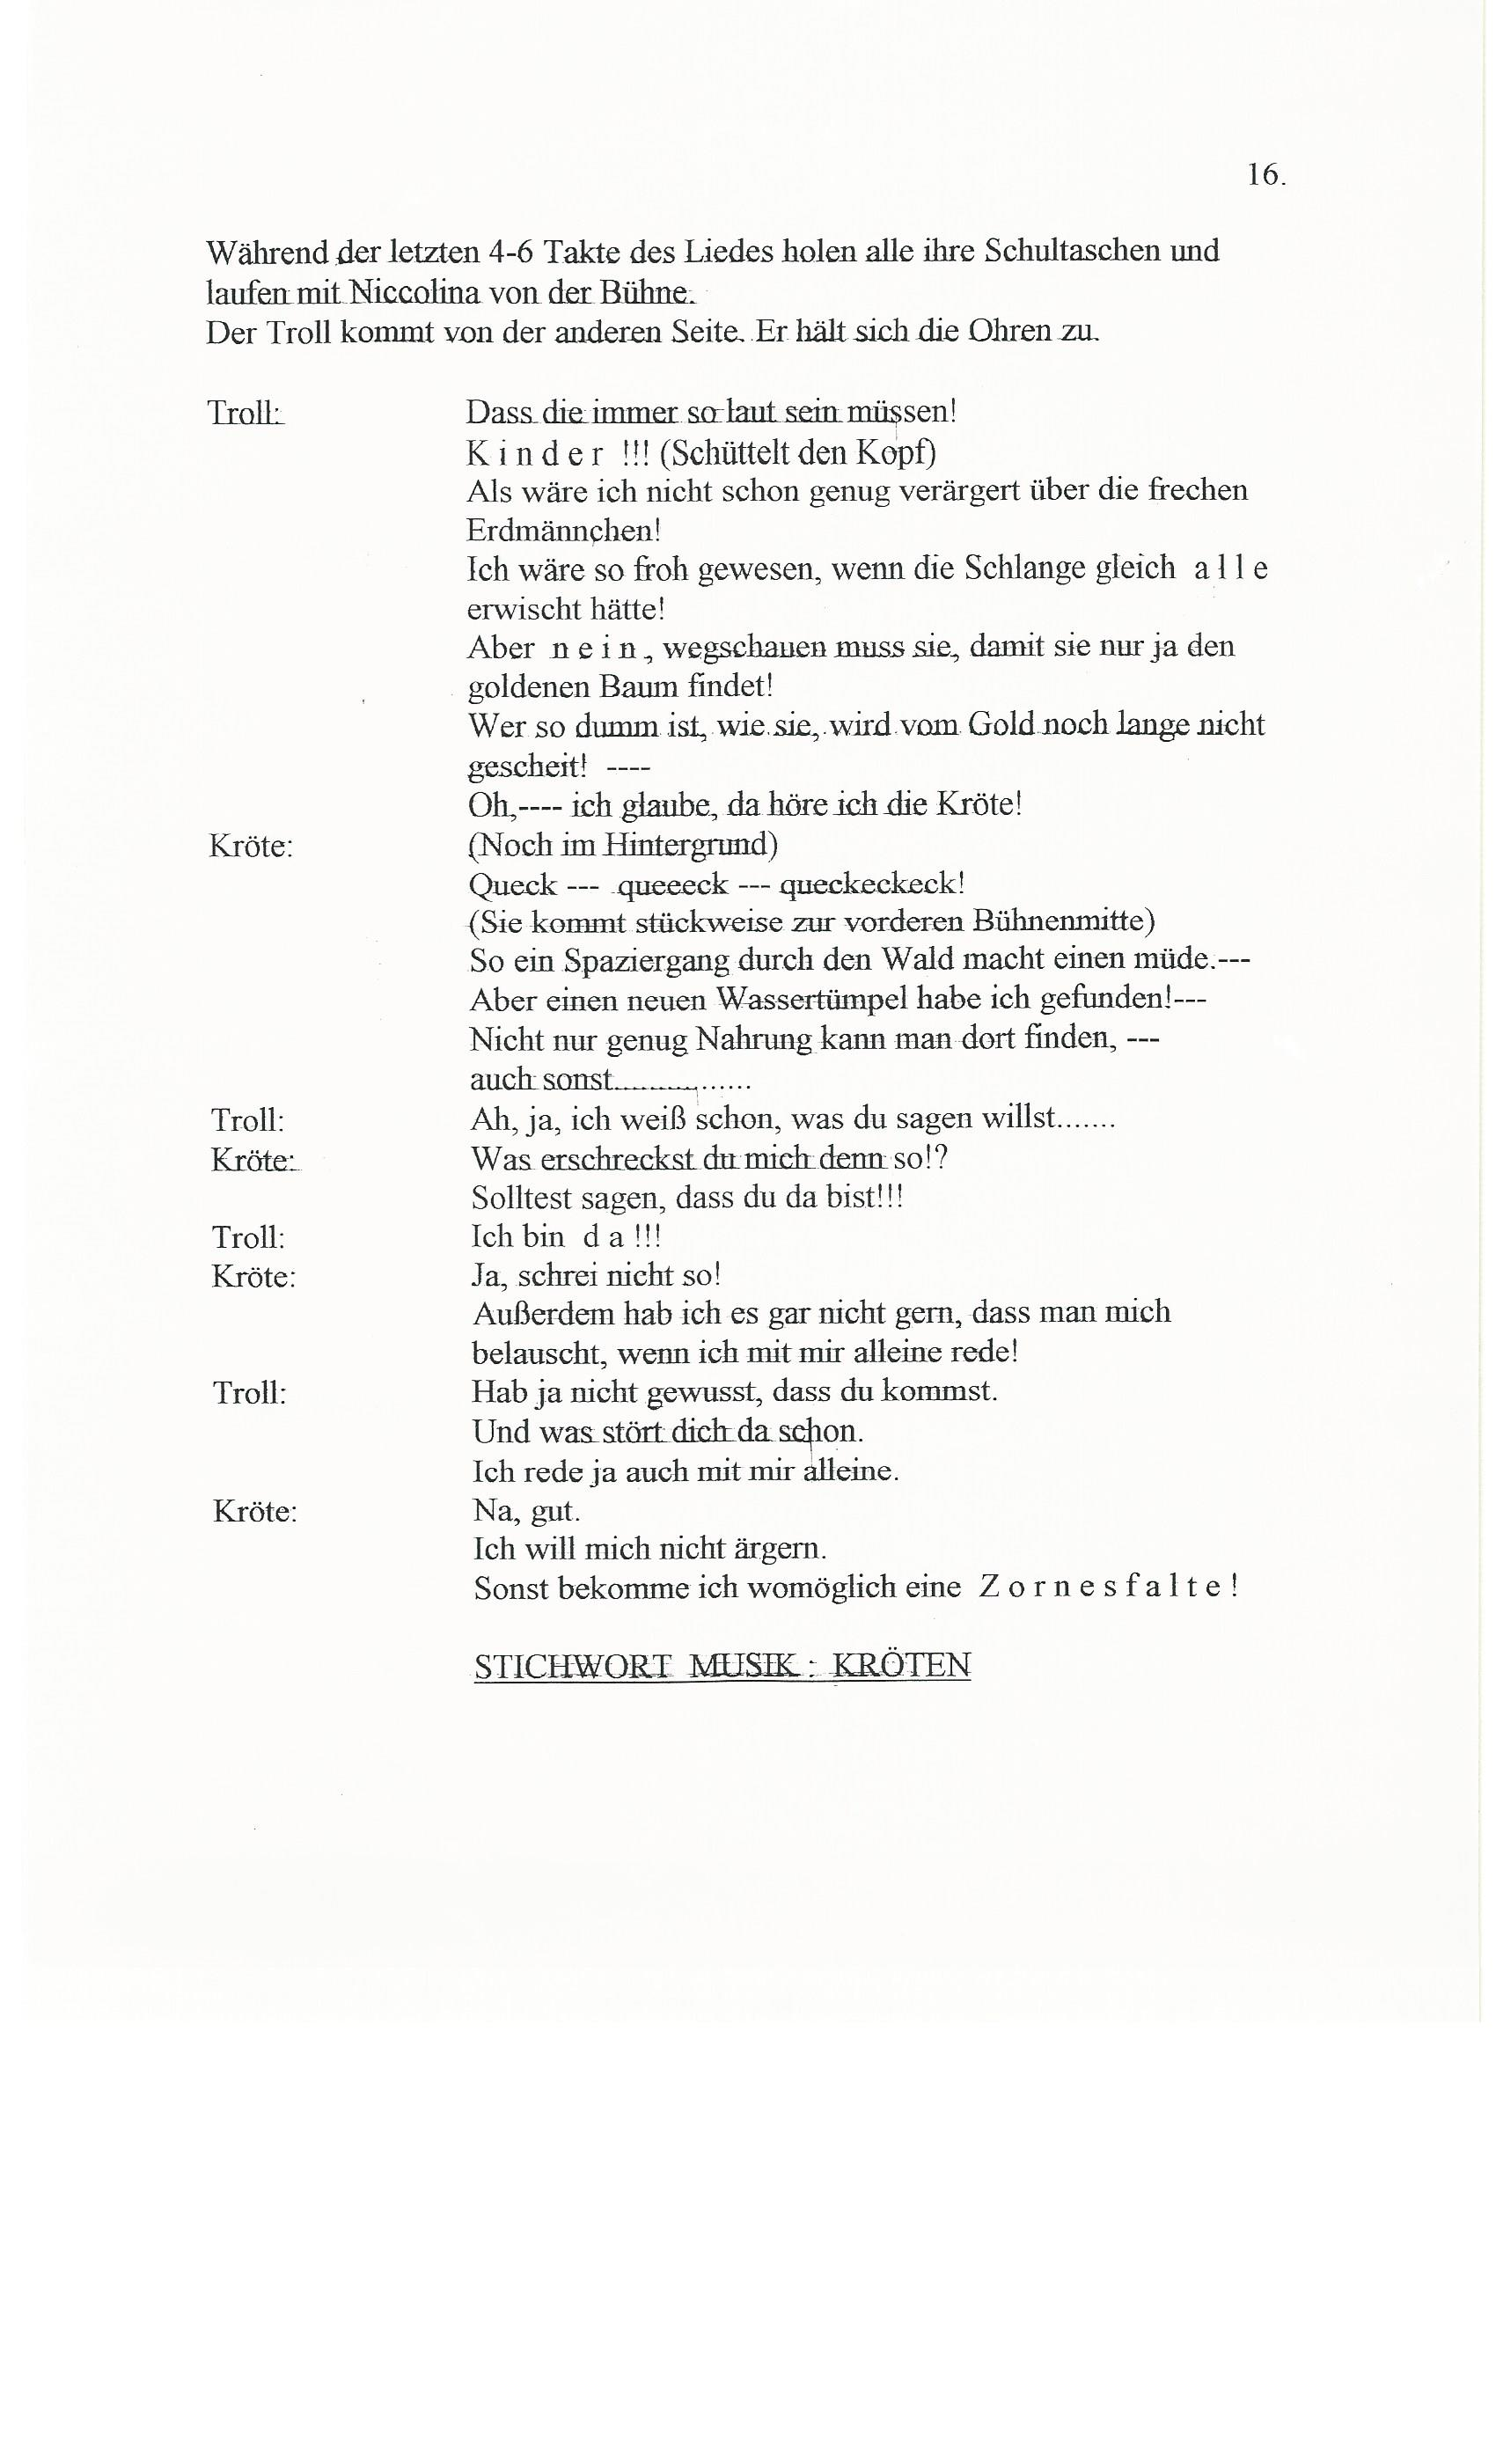 16.
Während der letzten 4-6 Takte des Liedes holen alle ihre Schultaschen und
laufen mit Niccolina von der Bühne.
Der Troll kommt von der anderen Seite. Er hält sich die Ohren zu.
Troll: Dass die immer so laut sein müssen!
K i n d e r !!! (Schüttelt den Kopf)
Als wäre ich nicht schon genug verärgert über die frechen
Erdmännchen!
Ich wäre so froh gewesen, wenn die Schlange gleich a l l e
erwischt hätte!
Aber n e i n , wegschauen muss sie, damit sie nur ja den
goldenen Baum findet!
Wer so dumm ist, wie sie, wird vom Gold noch lange nicht
gescheit! ----
Oh,---- ich glaube, da höre ich die Kröte!
Kröte: (Noch im Hintergrund)
Queck --- queeeck --- queckeckeck!
(Sie kommt stückweise zur vorderen Bühnenmitte)
So ein Spaziergang durch den Wald macht einen müde.---
Aber einen neuen Wassertümpel habe ich gefunden!---
Nicht nur genug Nahrung kann man dort finden, ---
auch sonst................
Troll: Ah, ja, ich weiß schon, was du sagen willst.......
Kröte: Was erschreckst du mich denn so!?
Solltest sagen, dass du da bist!!!
Troll: Ich bin d a !!!
Kröte: Ja, schrei nicht so!
Außerdem hab ich es gar nicht gern, dass man mich
belauscht, wenn ich mit mir alleine rede!
Troll: Hab ja nicht gewusst, dass du kommst.
Und was stört dich da schon.
Ich rede ja auch mit mir alleine.
Kröte: Na, gut.
Ich will mich nicht ärgern.
Sonst bekomme ich womöglich eine Z o r n e s f a l t e !
STICHWORT MUSIK : KRÖTEN